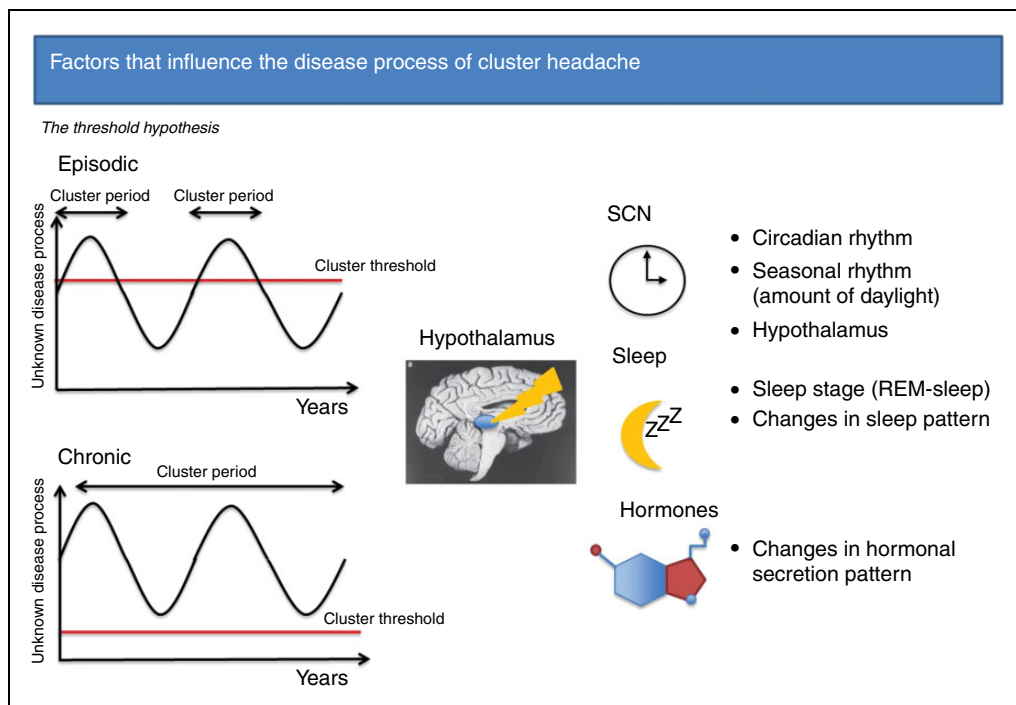 Factors that influence the disease process of cluster headache
The threshold hypothesis
Episodic
Cluster period
Cluster period
Unknown disease process
Cluster threshold
Years
Chronic
Cluster period
Unknown disease process
Cluster threshold
Years
Hypothalamus
SCN
• Circadian rhythm
• Seasonal rhythm
(amount of daylight)
• Hypothalamus
Sleep
ZZZ
• Sleep stage (REM-sleep)
• Changes in sleep pattern
Hormones
• Changes in hormonal
secretion pattern